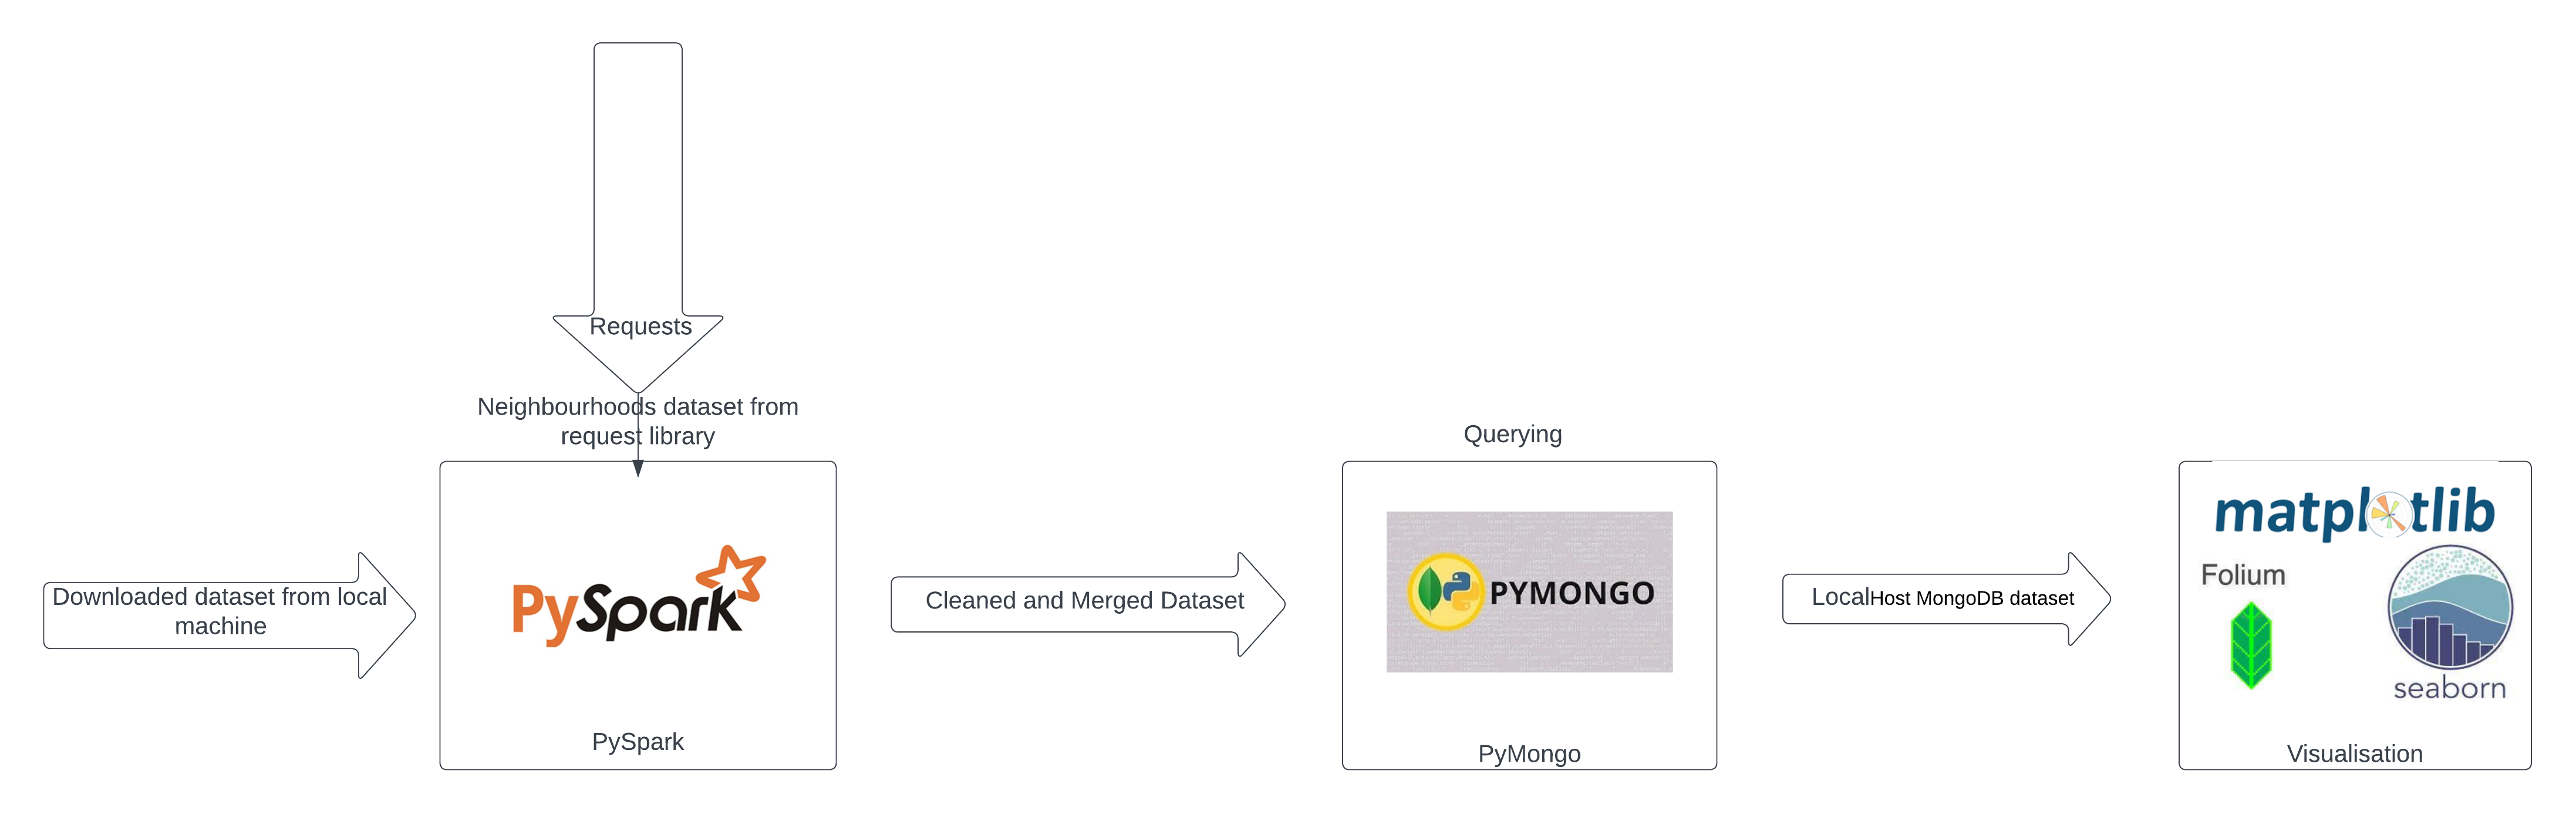 Requests
Neighbourhoods dataset from
request library
Querying
Downloaded dataset from local
machine
PySpark
PySpark
Cleaned and Merged Dataset
PYMONGO
PyMongo
LocalHost MongoDB dataset
matplotlib
Folium
seaborn
Visualisation